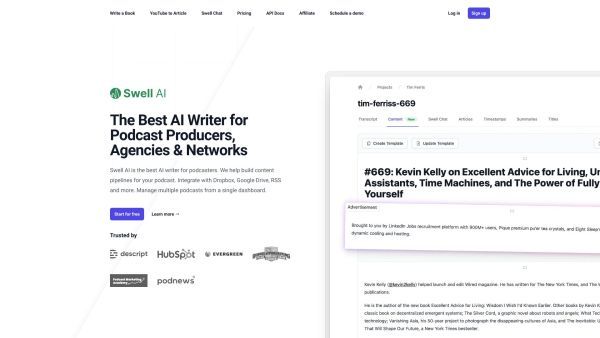 Write a Book YouTube to Article Swell Chat Pricing API Docs Affiliate Schedule a demo Log in Sign up
Swell AI
The Best AI Writer for
Podcast Producers,
Agencies & Networks
Swell AI is the best AI writer for podcasters. We help build content
pipelines for your podcast. Integrate with Dropbox, Google Drive, RSS
and more. Manage multiple podcasts from a single dashboard.
Start for free Learn more →
Trusted by
descript HubSpot EVERGREEN
Podcast Marketing
podnews
Projects / Tim Ferris
tim-ferriss-669
Transcript Content New Swell Chat Articles Timestamps Summaries Titles
Create Template Update Template
#669: Kevin Kelly on Excellent Advice for Living, Un
Assistants, Time Machines, and The Power of Fully
Yourself
Advertisement
Brought to you by LinkedIn Jobs recruitment platform with 900M+ users, Pique premium pu'er tea crystals, and Eight Sleep
dynamic cooling and heating.
Kevin Kelly (@kevin2kelly) helped launch and edit Wired magazine. He has written for The New York Times, and The W
publications.
He is the author of the new book Excellent Advice for Living: Wisdom I Wish I'd Known Earlier. Other books by Kevin K
classic book on decentralized emergent systems; The Silver Cord, a graphic novel about robots and angels; What Tec
technology; Vanishing Asia, his 50-year project to photograph the disappearing cultures of Asia, and The Inevitable: U
That Will Shape Our Future, a New York Times bestseller.